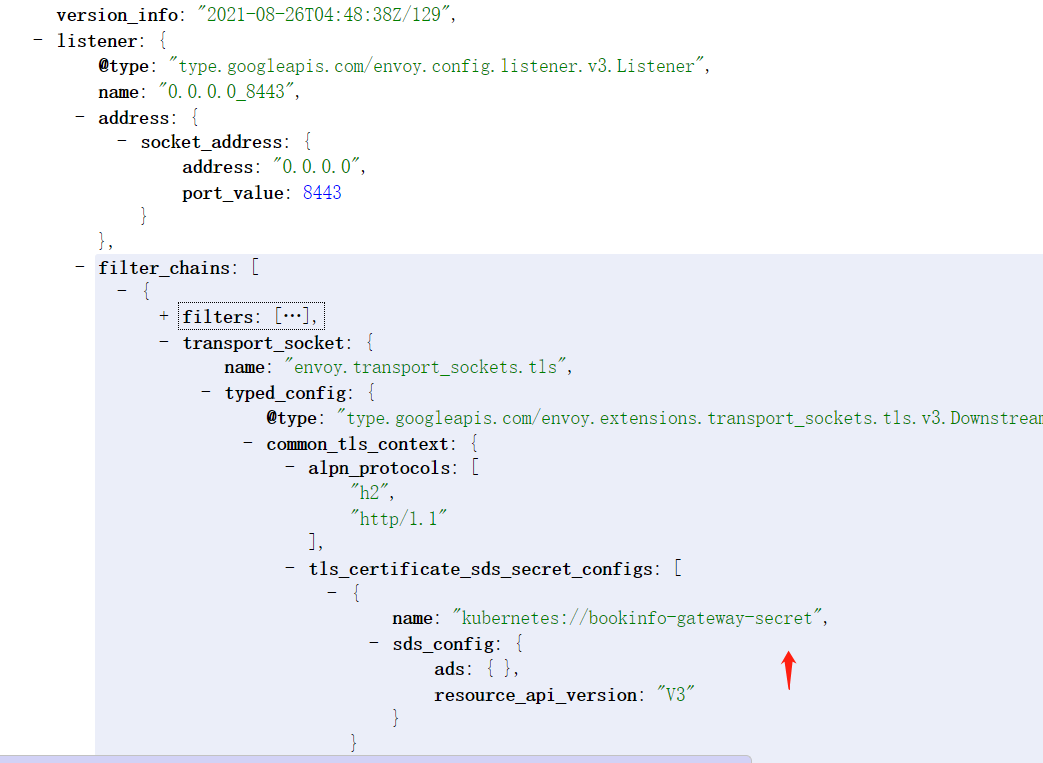 version_info: "2021-08-26T04:48:38Z/129",
- listener: {
@type: "type.googleapis.com/envoy.config.listener.v3.Listener",
name: "0.0.0.0_8443",
- address: {
- socket_address: {
address: "0.0.0.0",
port_value: 8443
}
},
- filter_chains: [
- {
+ filters: […],
- transport_socket: {
name: "envoy.transport_sockets.tls",
- typed_config: {
@type: "type.googleapis.com/envoy.extensions.transport_sockets.tls.v3.Downstream
- common_tls_context: {
- alpn_protocols: [
"h2",
"http/1.1"
],
- tls_certificate_sds_secret_configs: [
- {
name: "kubernetes://bookinfo-gateway-secret",
- sds_config: {
ads: { },
resource_api_version: "V3"
}
}